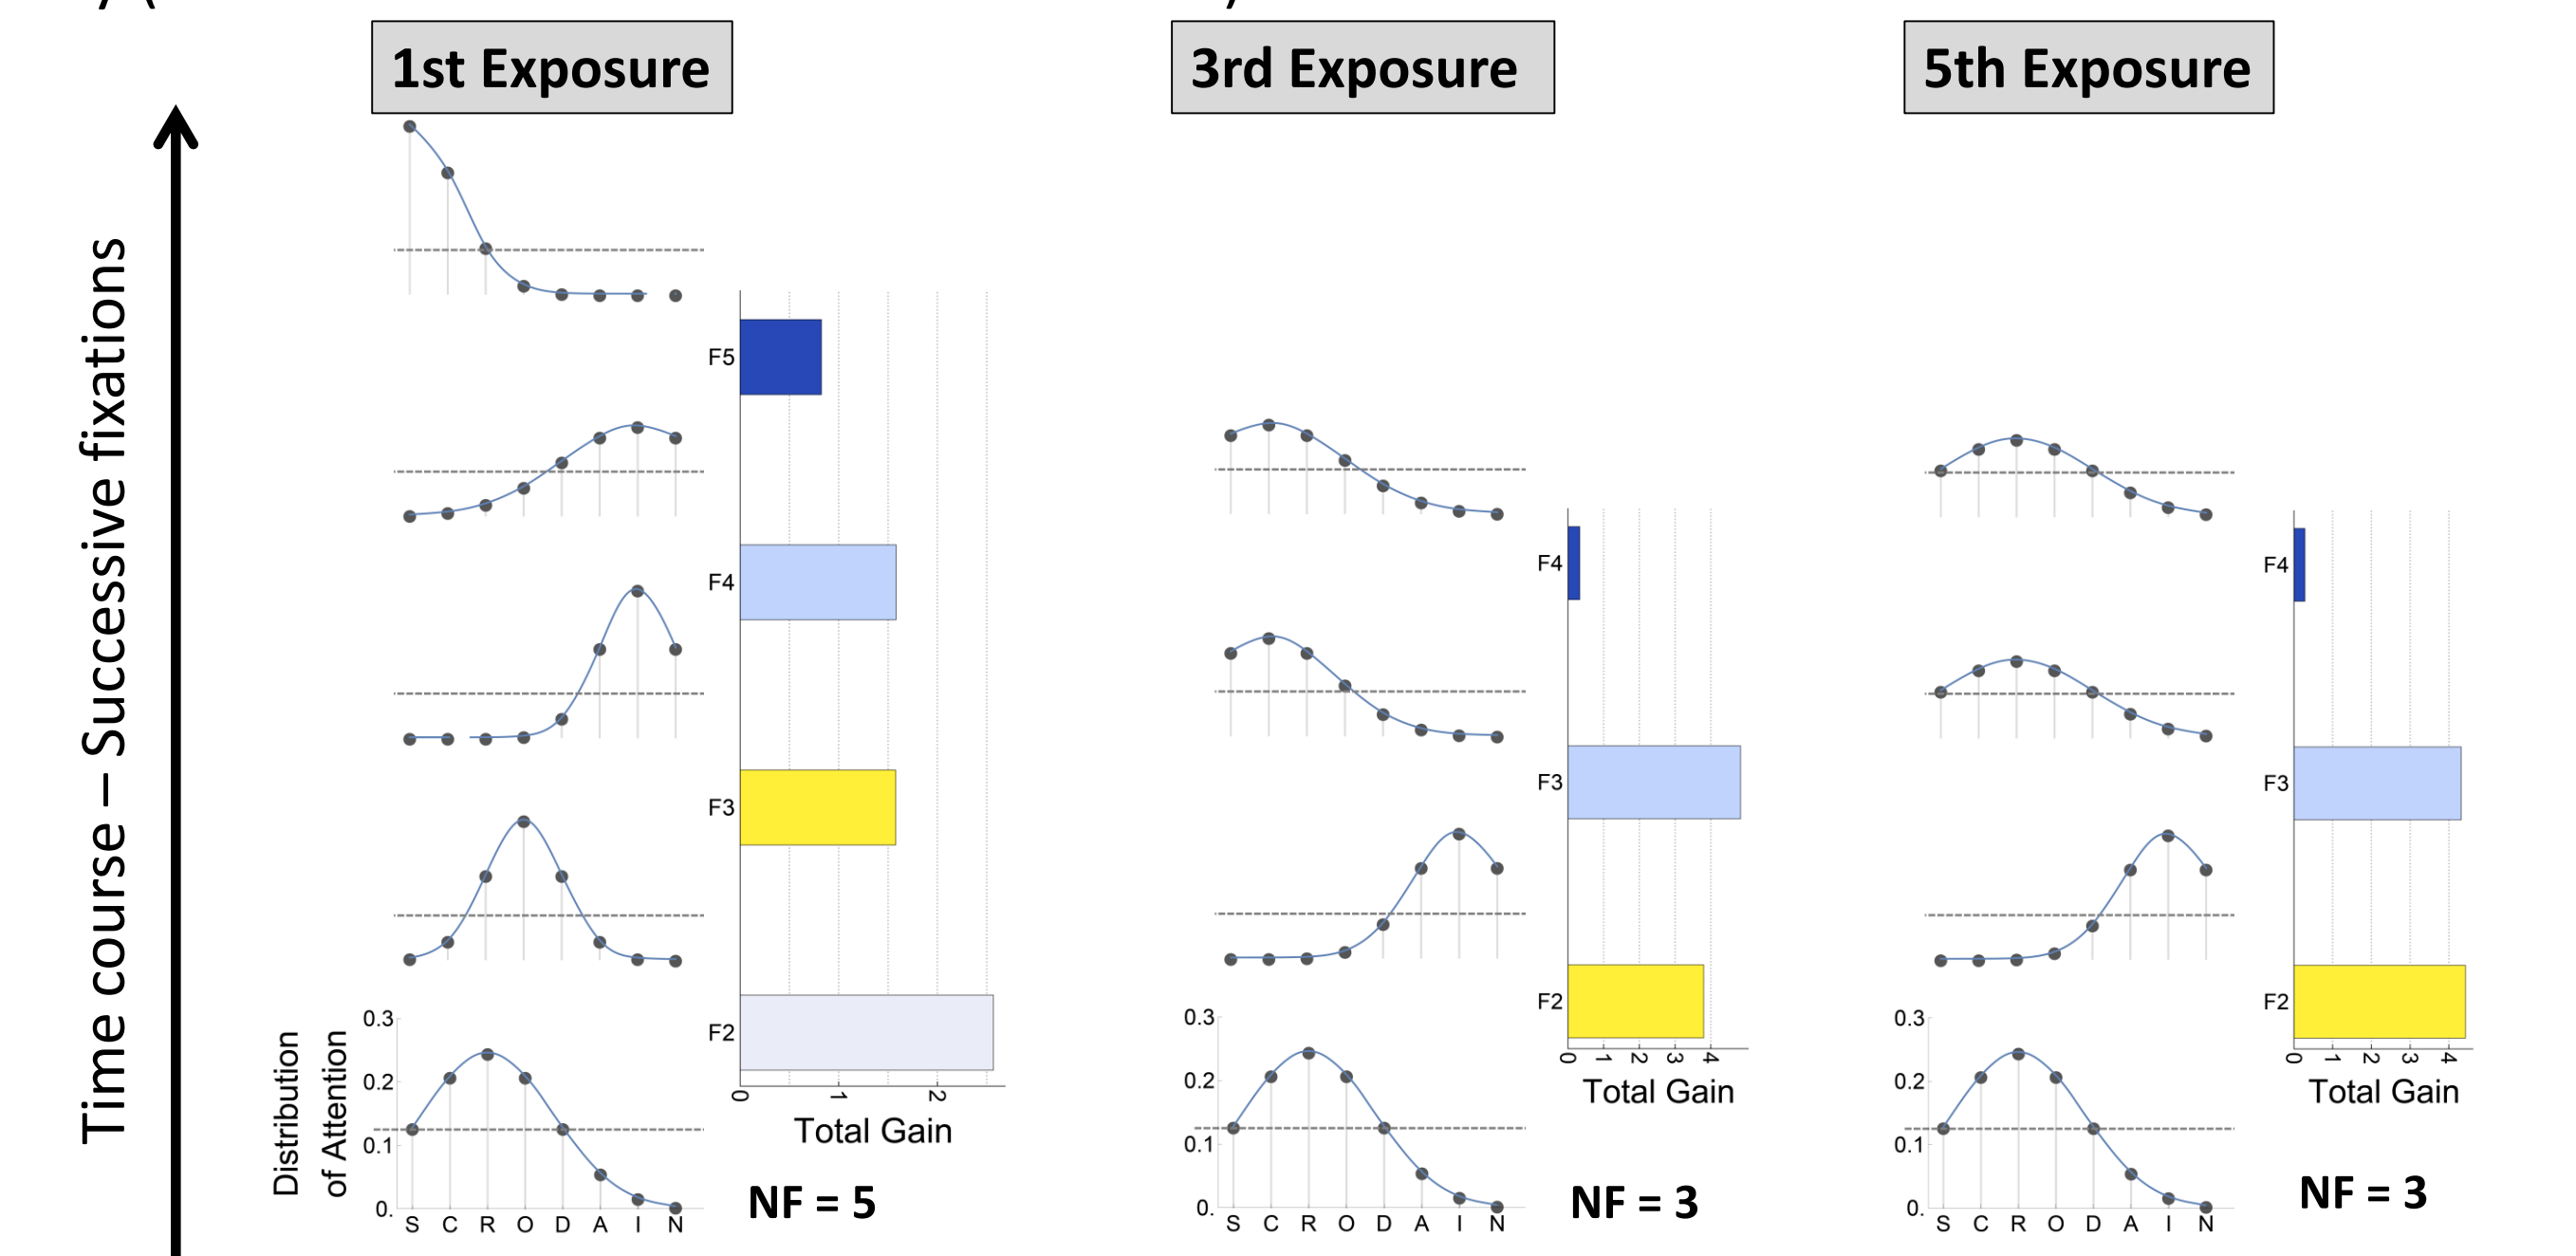 1st Exposure
3rd Exposure
5th Exposure
Time course – Successive fixations
F5
F4
F3
F2
0 1 2
Total Gain
NF = 5
Distribution
of Attention
0.3
0.2
0.1
0.
S C R O D A I N
F4
F3
F2
0 1 2 3 4
Total Gain
NF = 3
0.3
0.2
0.1
0.
S C R O D A I N
F4
F3
F2
0 1 2 3 4
Total Gain
NF = 3
0.3
0.2
0.1
0.
S C R O D A I N